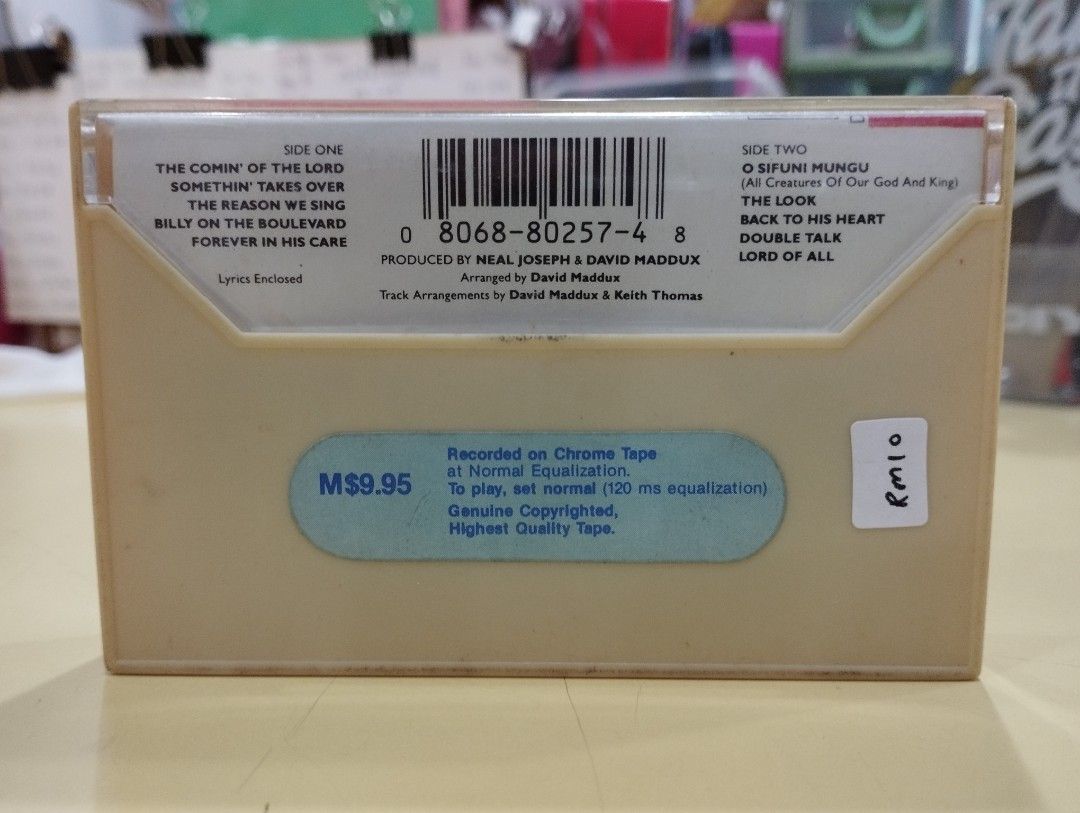 SIDE ONE
THE COMIN' OF THE LORD
SOMETHIN' TAKES OVER
THE REASON WE SING
BILLY ON THE BOULEVARD
FOREVER IN HIS CARE
Lyrics Enclosed
0 8068-80257-4 8
PRODUCED BY NEAL JOSEPH & DAVID MADDUX
Arranged by David Maddux
Track Arrangements by David Maddux & Keith Thomas
SIDE TWO
O SIFUNI MUNGU
(All Creatures Of Our God And King)
THE LOOK
BACK TO HIS HEART
DOUBLE TALK
LORD OF ALL
M$9.95
Recorded on Chrome Tape
at Normal Equalization.
To play, set normal (120 ms equalization)
Genuine Copyrighted,
Highest Quality Tape.
RM10